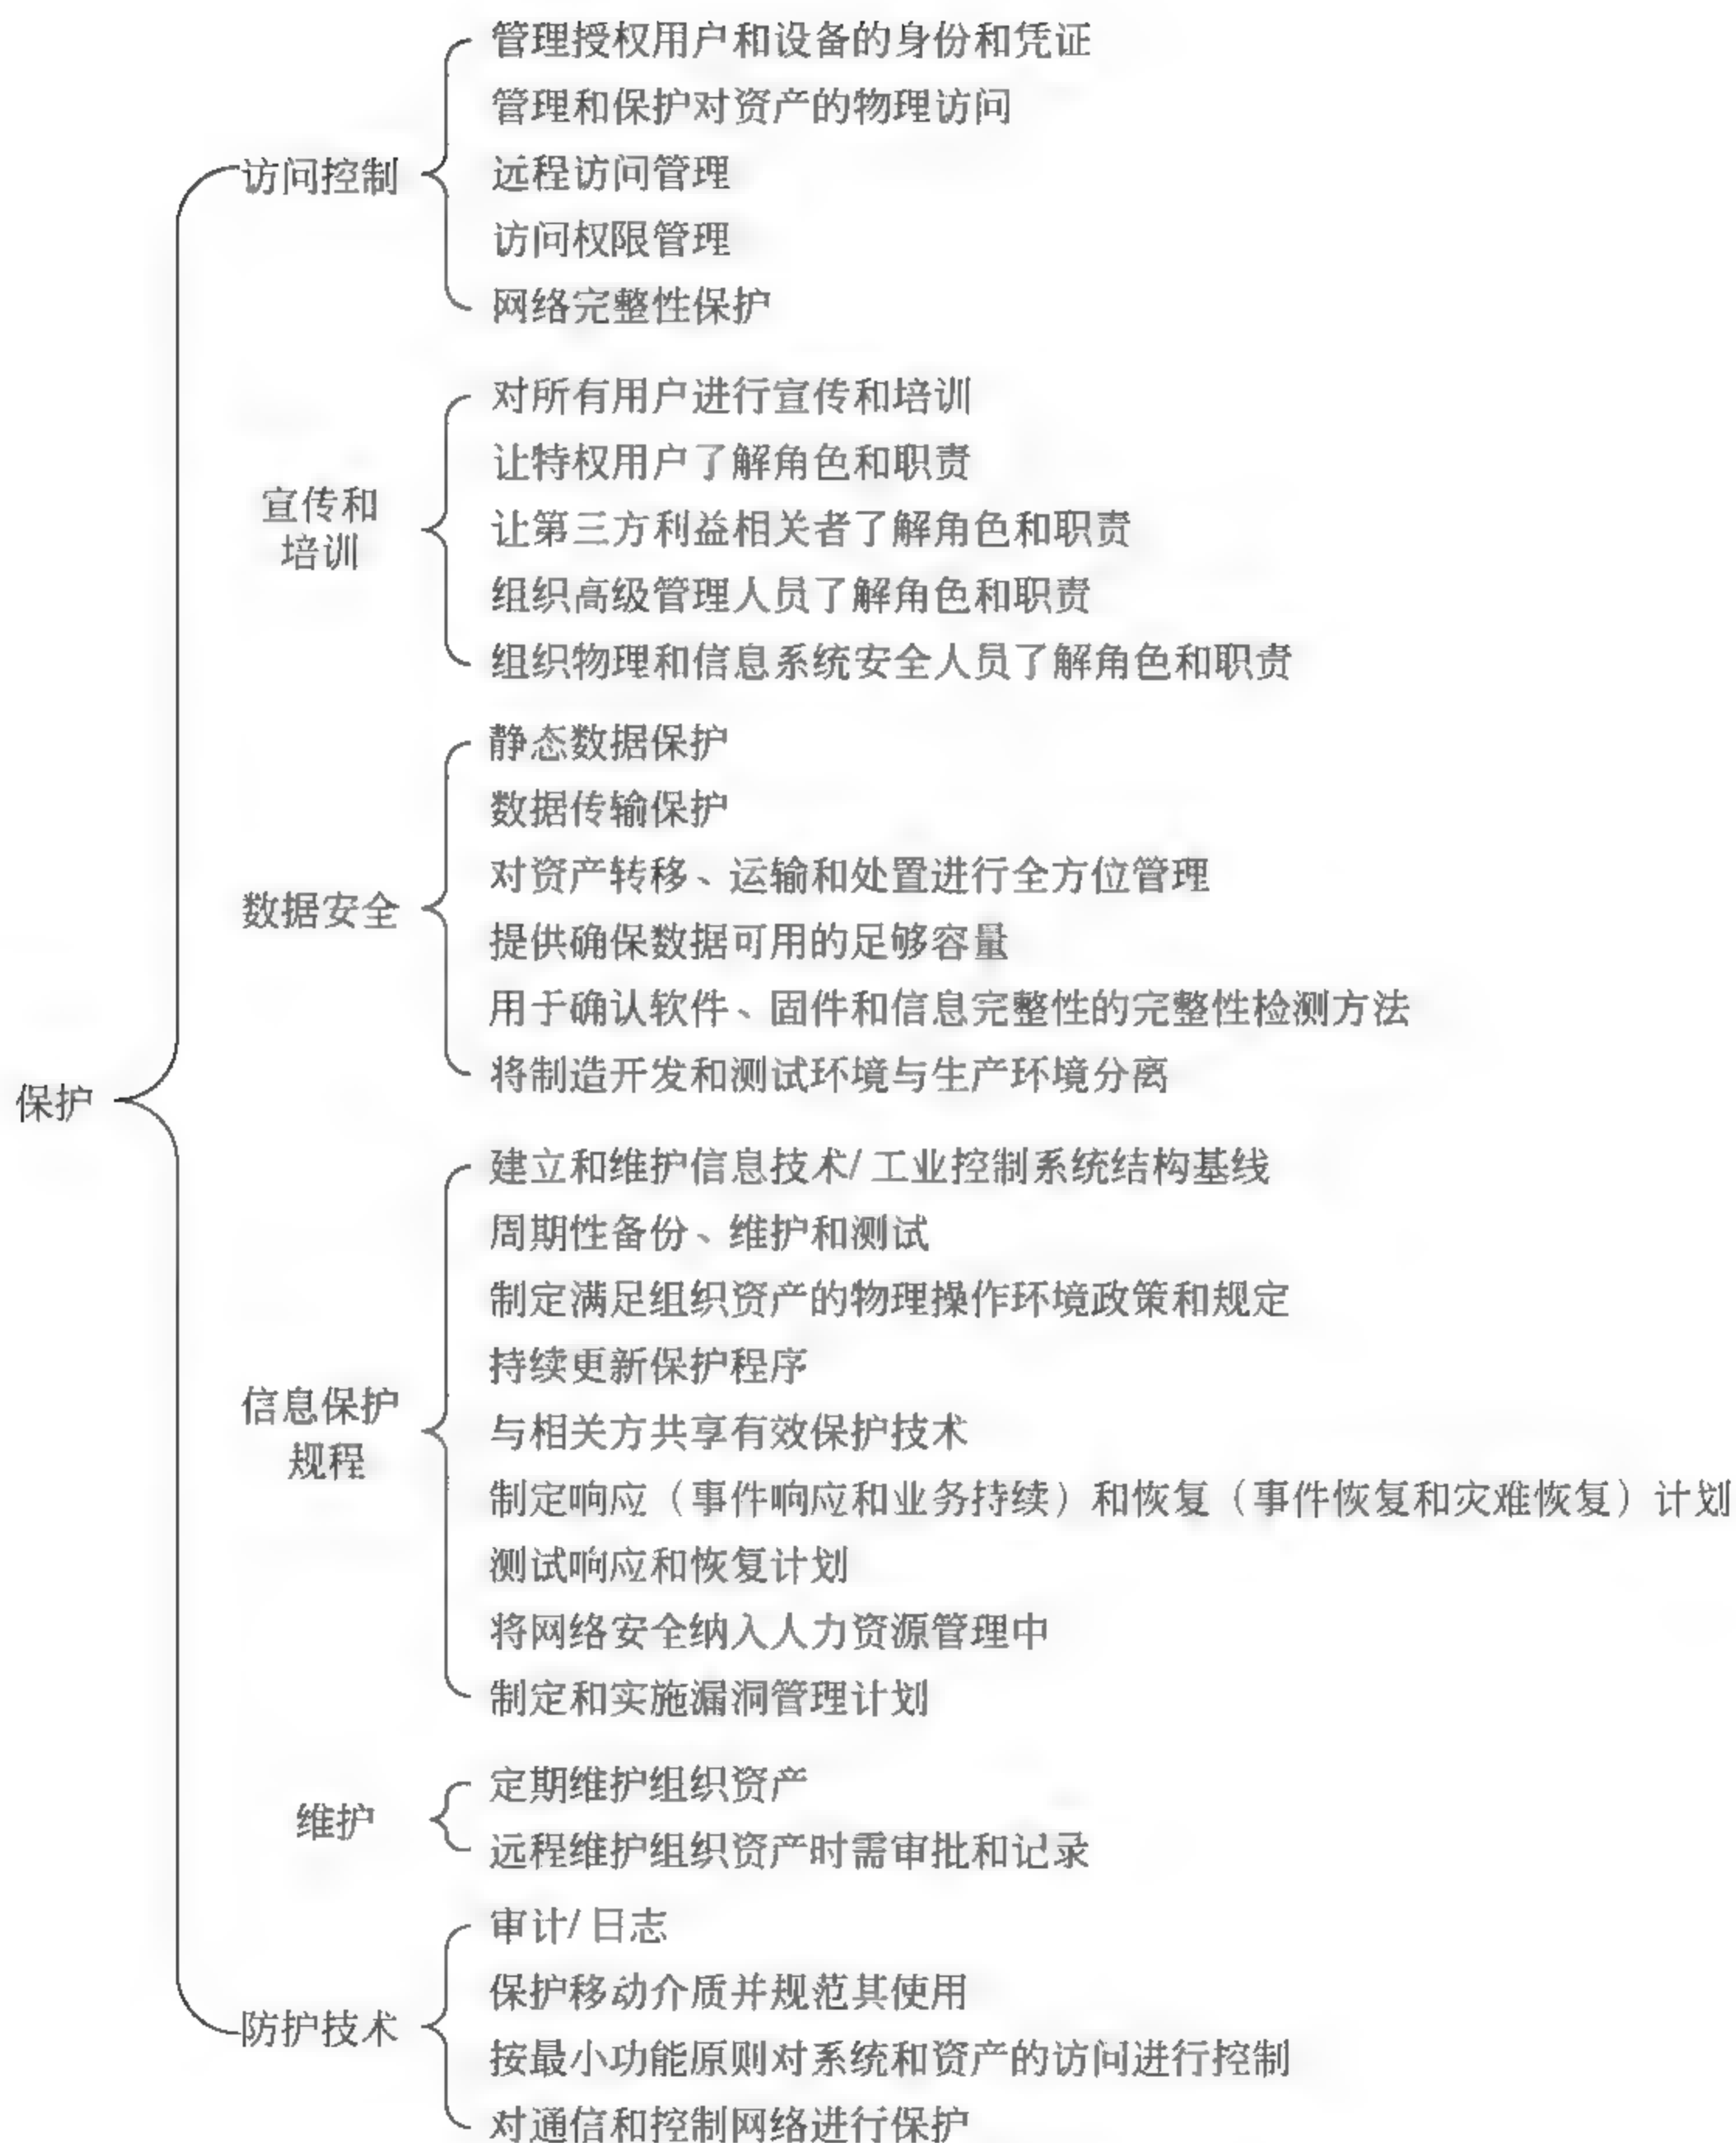 保护
访问控制
管理授权用户和设备的身份和凭证
管理和保护对资产的物理访问
远程访问管理
访问权限管理
网络完整性保护
宣传和
培训
对所有用户进行宣传和培训
让特权用户了解角色和职责
让第三方利益相关者了解角色和职责
组织高级管理人员了解角色和职责
组织物理和信息系统安全人员了解角色和职责
数据安全
静态数据保护
数据传输保护
对资产转移、运输和处置进行全方位管理
提供确保数据可用的足够容量
用于确认软件、固件和信息完整性的完整性检测方法
将制造开发和测试环境与生产环境分离
信息保护
规程
建立和维护信息技术/工业控制系统结构基线
周期性备份、维护和测试
制定满足组织资产的物理操作环境政策和规定
持续更新保护程序
与相关方共享有效保护技术
制定响应（事件响应和业务持续）和恢复（事件恢复和灾难恢复）计划
测试响应和恢复计划
将网络安全纳入人力资源管理中
制定和实施漏洞管理计划
维护
定期维护组织资产
远程维护组织资产时需审批和记录
防护技术
审计/日志
保护移动介质并规范其使用
按最小功能原则对系统和资产的访问进行控制
对通信和控制网络进行保护